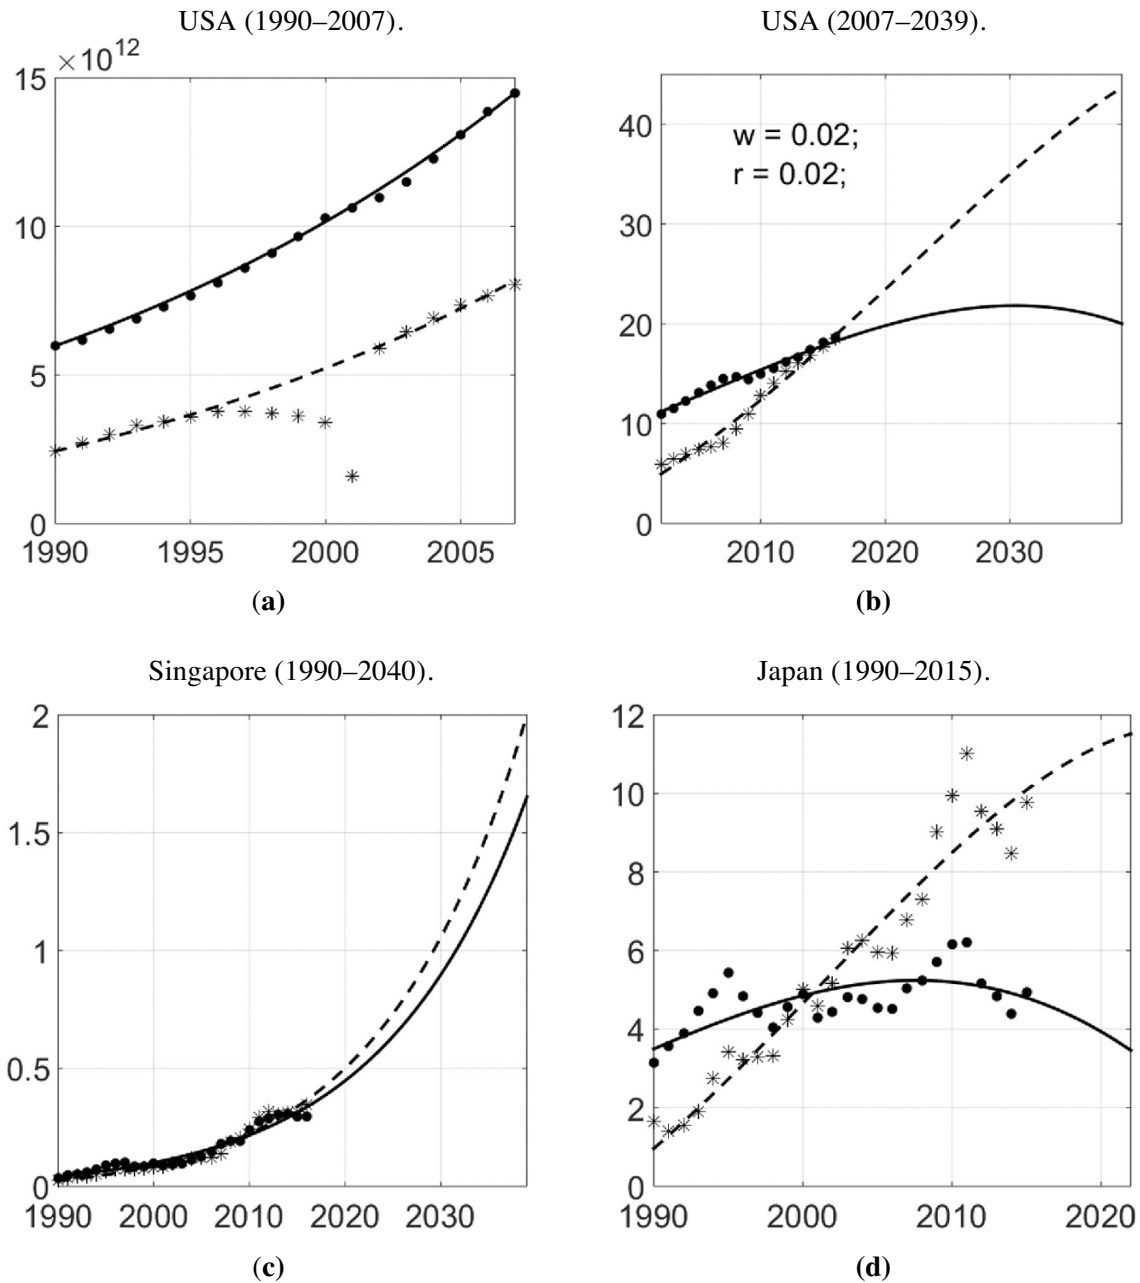 USA (1990–2007).
×10^12
15
10
5
0
1990 1995 2000 2005
(a)
USA (2007–2039).
w = 0.02;
r = 0.02;
40
30
20
10
0
2010 2020 2030
(b)
Singapore (1990–2040).
2
1.5
1
0.5
0
1990 2000 2010 2020 2030
(c)
Japan (1990–2015).
12
10
8
6
4
2
0
1990 2000 2010 2020
(d)